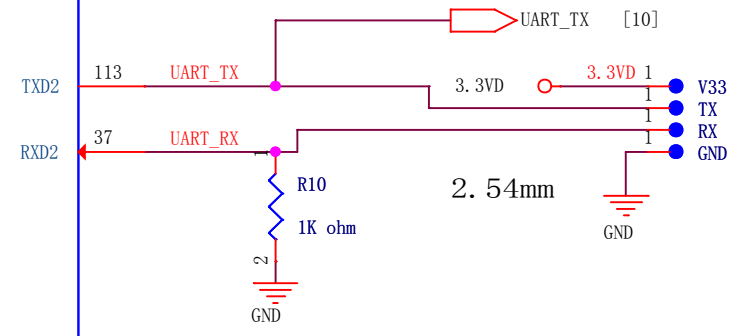 UART_TX [10]
TXD2 113 UART_TX 3.3VD 3.3VD 1 V33
1 TX
RXD2 37 UART_RX 1 1 RX
1 GND
R10
1K ohm
2.54mm
2
GND
GND